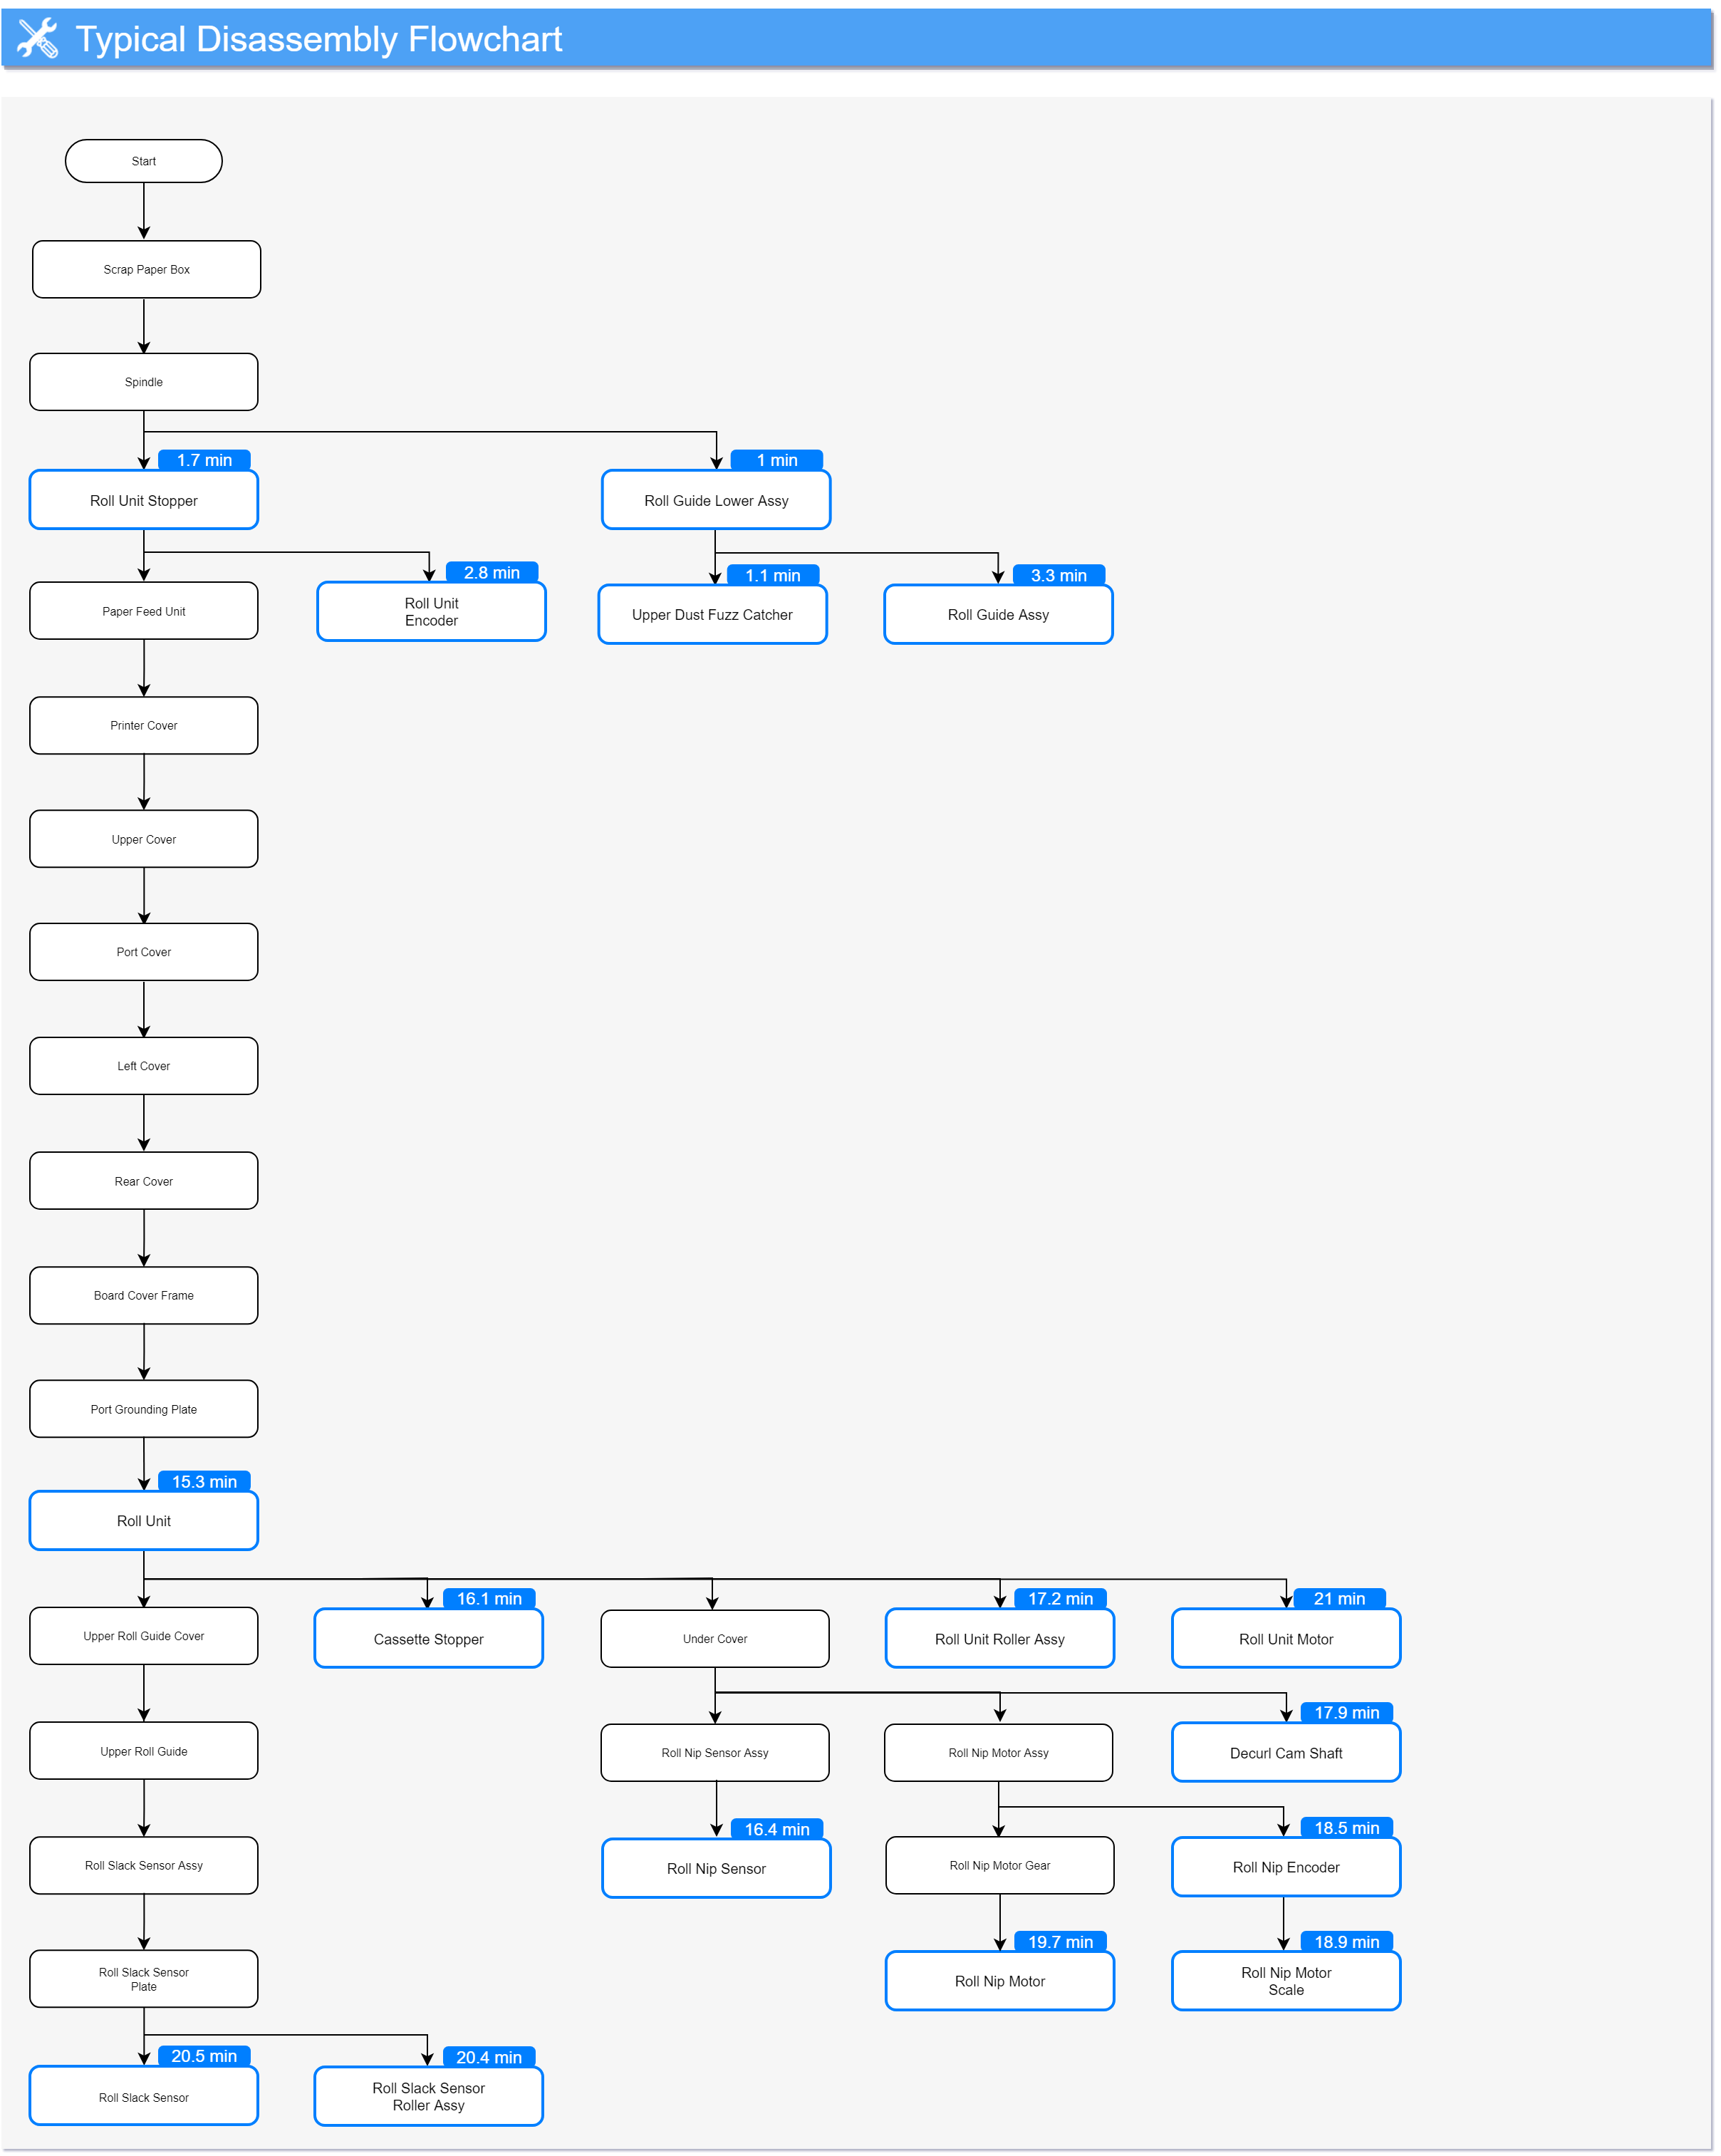 Typical Disassembly Flowchart
Start
Scrap Paper Box
Spindle
1.7 min
1 min
Roll Unit Stopper
Roll Guide Lower Assy
2.8 min
1.1 min
3.3 min
Paper Feed Unit
Roll Unit
Encoder
Upper Dust Fuzz Catcher
Roll Guide Assy
Printer Cover
Upper Cover
Port Cover
Left Cover
Rear Cover
Board Cover Frame
Port Grounding Plate
15.3 min
Roll Unit
16.1 min
17.2 min
21 min
Upper Roll Guide Cover
Cassette Stopper
Under Cover
Roll Unit Roller Assy
Roll Unit Motor
17.9 min
Upper Roll Guide
Roll Nip Sensor Assy
Roll Nip Motor Assy
Decurl Cam Shaft
16.4 min
18.5 min
Roll Slack Sensor Assy
Roll Nip Sensor
Roll Nip Motor Gear
Roll Nip Encoder
19.7 min
18.9 min
Roll Slack Sensor
Plate
Roll Nip Motor
Roll Nip Motor
Scale
20.5 min
20.4 min
Roll Slack Sensor
Roll Slack Sensor
Roller Assy